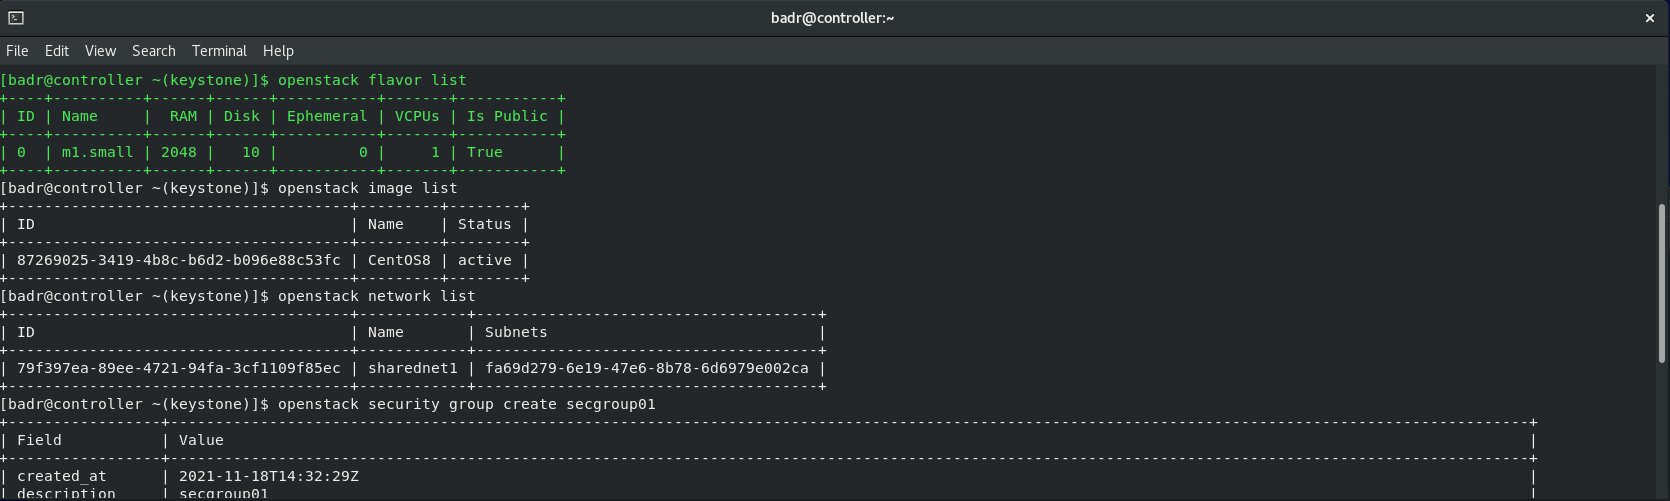 badr@controller:~
File Edit View Search Terminal Help
[badr@controller ~(keystone)]$ openstack flavor list
+----+----------+------+------+-----------+-------+-----------+
| ID | Name     |  RAM | Disk | Ephemeral | VCPUs | Is Public |
+----+----------+------+------+-----------+-------+-----------+
| 0  | m1.small | 2048 |   10 |         0 |     1 | True      |
+----+----------+------+------+-----------+-------+-----------+
[badr@controller ~(keystone)]$ openstack image list
+--------------------------------------+---------+--------+
| ID                                   | Name    | Status |
+--------------------------------------+---------+--------+
| 87269025-3419-4b8c-b6d2-b096e88c53fc | CentOS8 | active |
+--------------------------------------+---------+--------+
[badr@controller ~(keystone)]$ openstack network list
+--------------------------------------+------------+--------------------------------------+
| ID                                   | Name       | Subnets                              |
+--------------------------------------+------------+--------------------------------------+
| 79f397ea-89ee-4721-94fa-3cf1109f85ec | sharednet1 | fa69d279-6e19-47e6-8b78-6d6979e002ca |
+--------------------------------------+------------+--------------------------------------+
[badr@controller ~(keystone)]$ openstack security group create secgroup01
+-----------------+--------------------------------------------------------------------------------------------------------------------------------------------------------+
| Field           | Value                                                                                                                                                  |
+-----------------+--------------------------------------------------------------------------------------------------------------------------------------------------------+
| created_at      | 2021-11-18T14:32:29Z                                                                                                                                   |
| description     | secgroup01                                                                                                                                             |